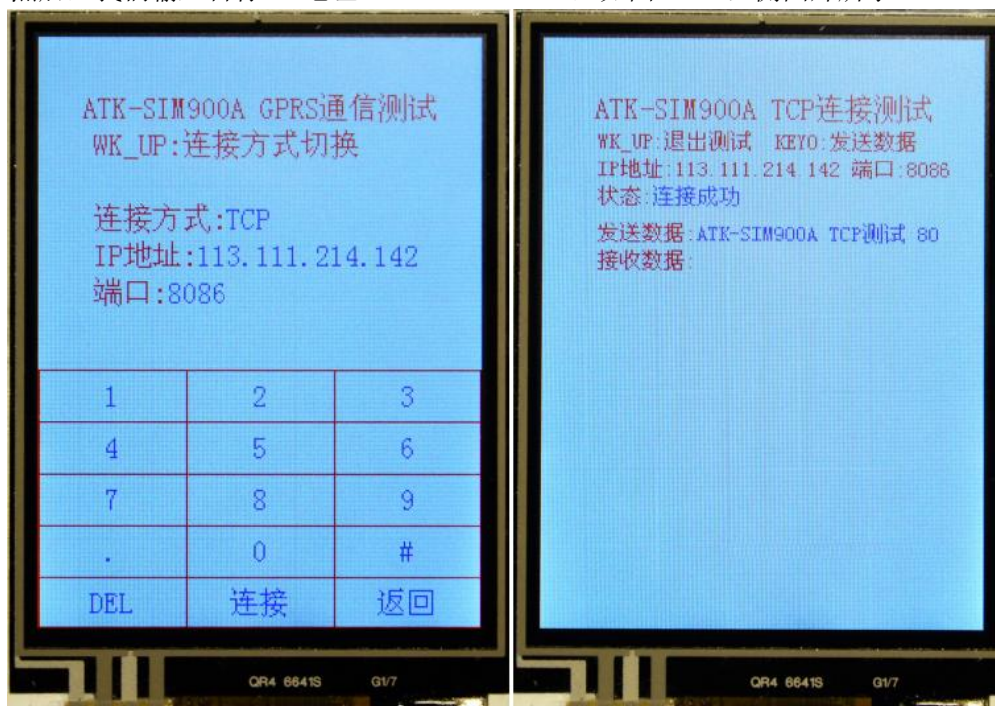 ATK-SIM900A GPRS通信测试
WK_UP:连接方式切换
连接方式:TCP
IP地址:113.111.214.142
端口:8086
1 2 3
4 5 6
7 8 9
. 0 #
DEL 连接 返回
QR4 6641S G1/7
ATK-SIM900A TCP连接测试
WK_UP:退出测试 KEY0:发送数据
IP地址:113.111.214.142 端口:8086
状态:连接成功
发送数据:ATK-SIM900A TCP测试 80
接收数据:
QR4 6641S G1/7